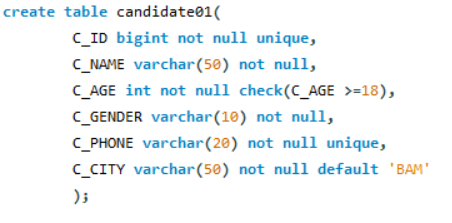 create table candidate01(
C_ID bigint not null unique,
C_NAME varchar(50) not null,
C_AGE int not null check(C_AGE >=18),
C_GENDER varchar(10) not null,
C_PHONE varchar(20) not null unique,
C_CITY varchar(50) not null default 'BAM'
);